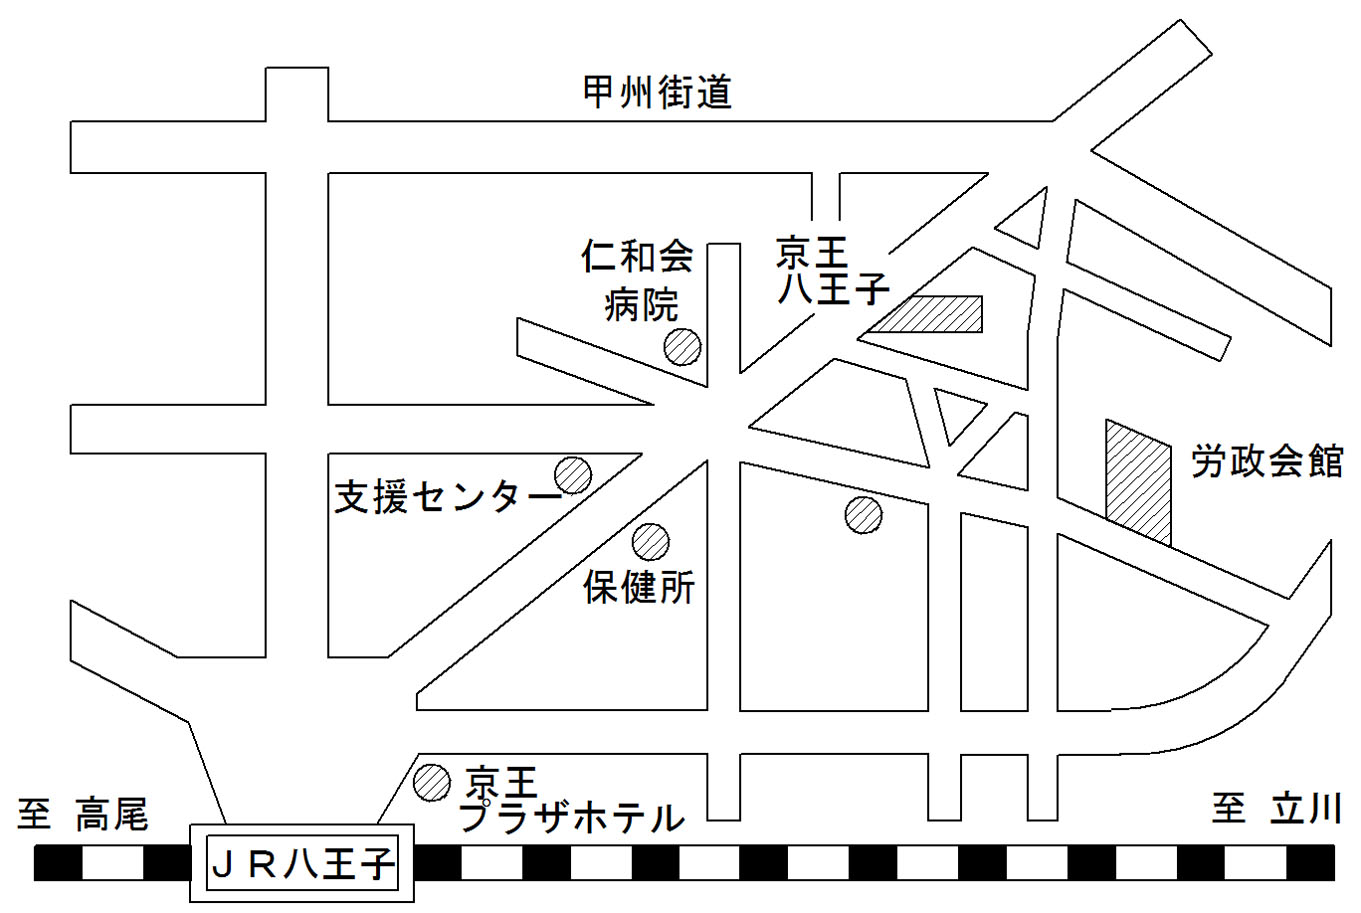 甲州街道
仁和会
病院
京王
八王子
労政会館
支援センター
保健所
京王
プラザホテル
至 高尾
至 立川
ＪＲ八王子